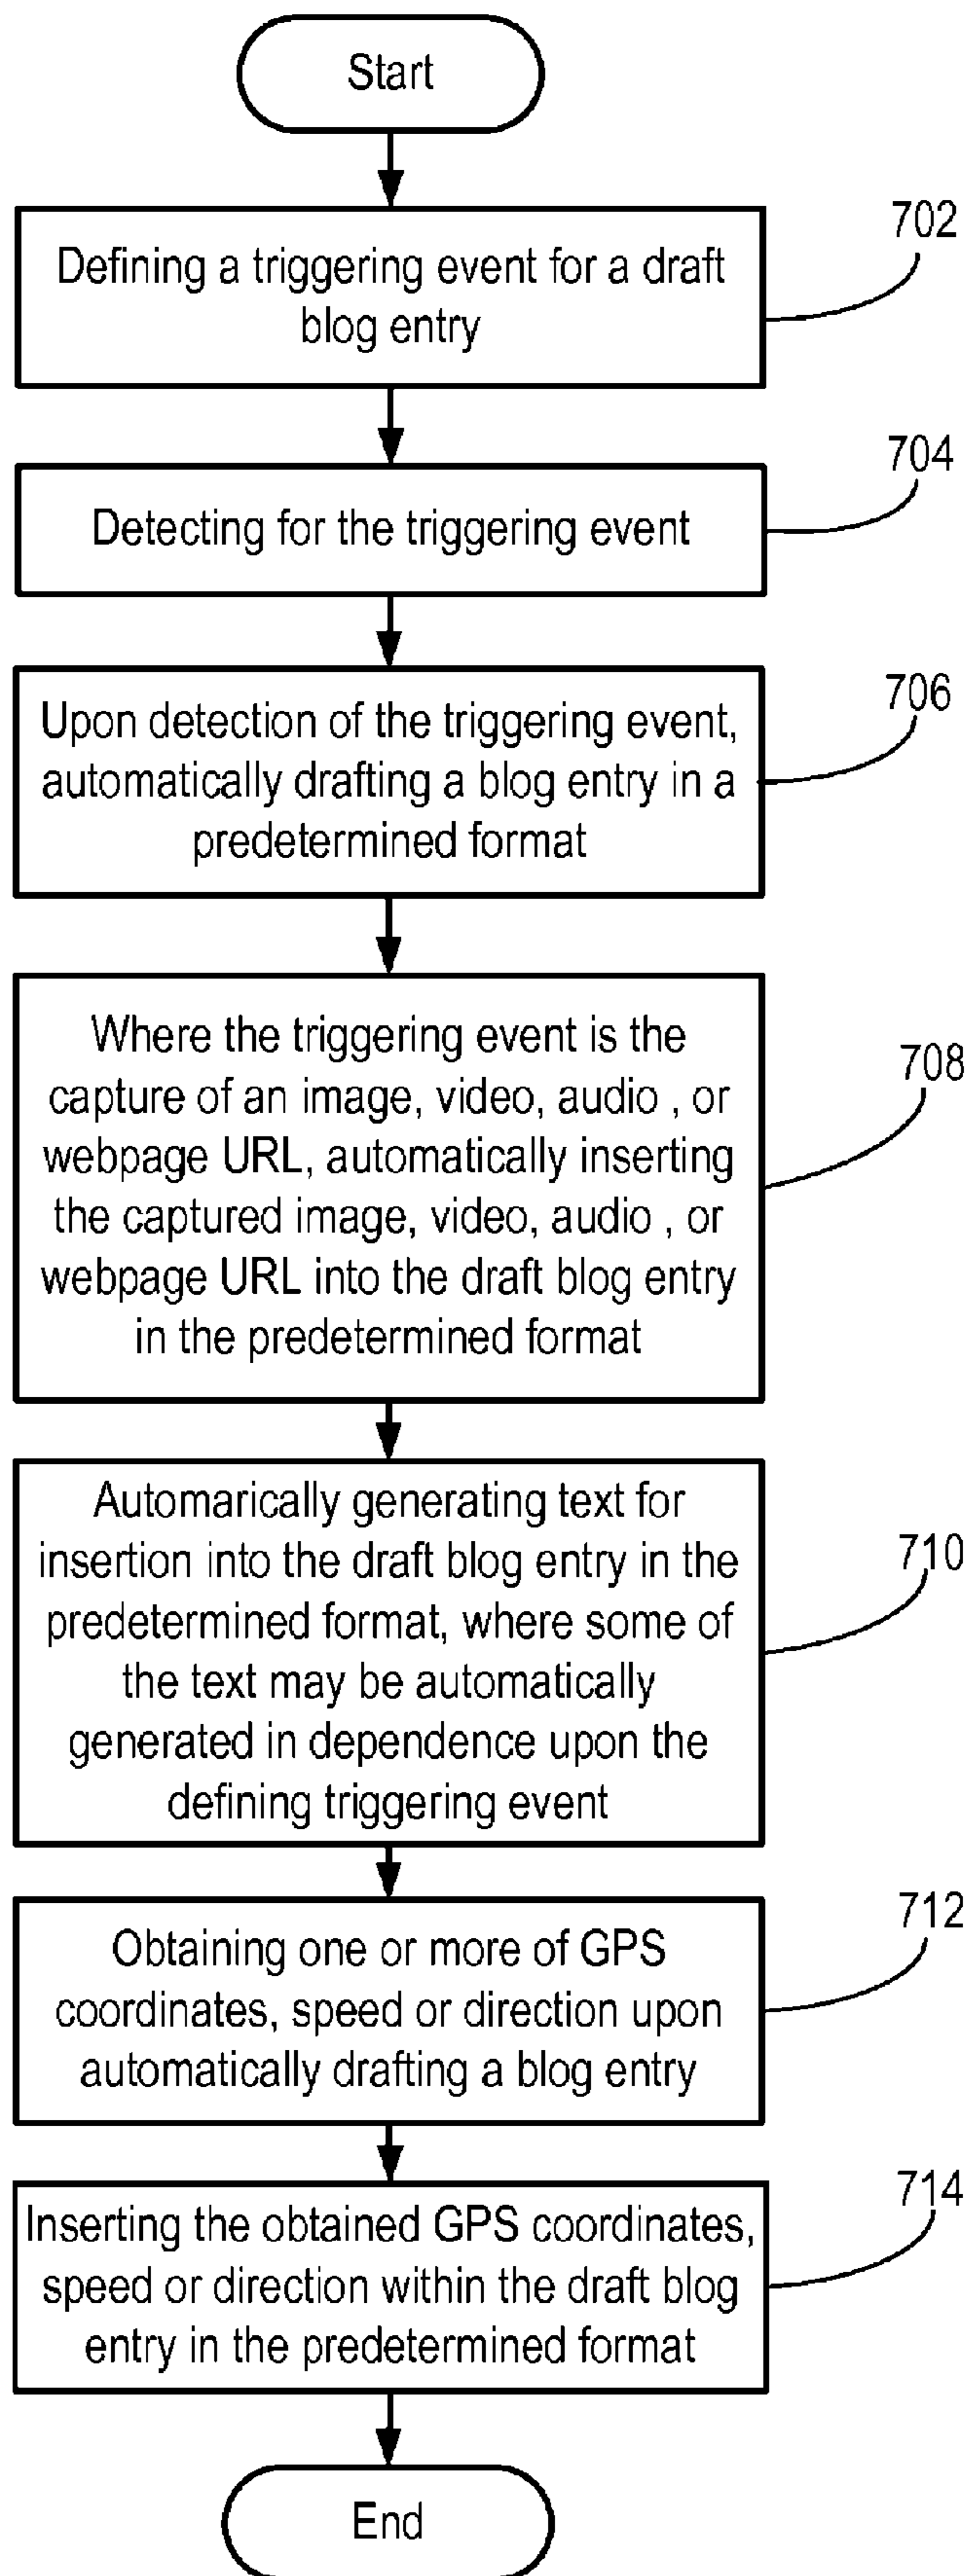 Start
702
Defining a triggering event for a draft
blog entry
704
Detecting for the triggering event
706
Upon detection of the triggering event,
automatically drafting a blog entry in a
predetermined format
708
Where the triggering event is the
capture of an image, video, audio , or
webpage URL, automatically inserting
the captured image, video, audio , or
webpage URL into the draft blog entry
in the predetermined format
710
Automarically generating text for
insertion into the draft blog entry in the
predetermined format, where some of
the text may be automatically
generated in dependence upon the
defining triggering event
712
Obtaining one or more of GPS
coordinates, speed or direction upon
automatically drafting a blog entry
714
Inserting the obtained GPS coordinates,
speed or direction within the draft blog
entry in the predetermined format
End